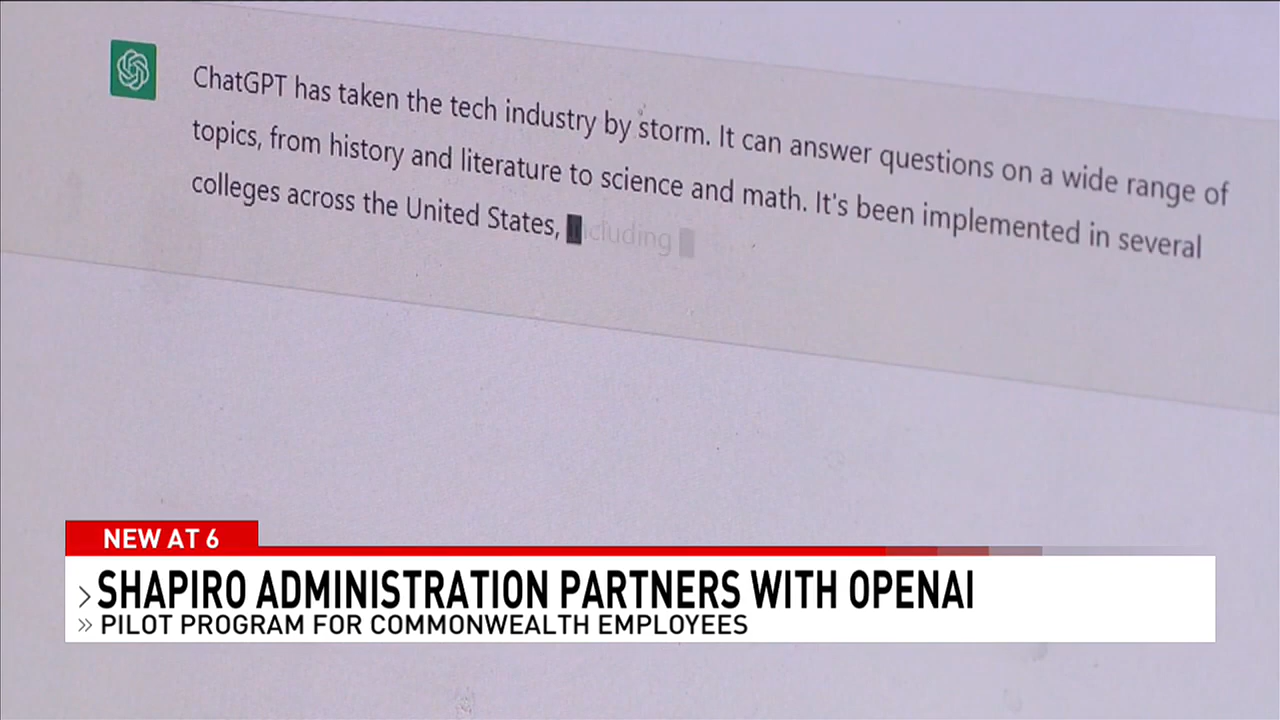 ChatGPT has taken the tech industry by storm. It can answer questions on a wide range of
topics, from history and literature to science and math. It's been implemented in several
colleges across the United States, including
NEW AT 6
SHAPIRO ADMINISTRATION PARTNERS WITH OPENAI
PILOT PROGRAM FOR COMMONWEALTH EMPLOYEES